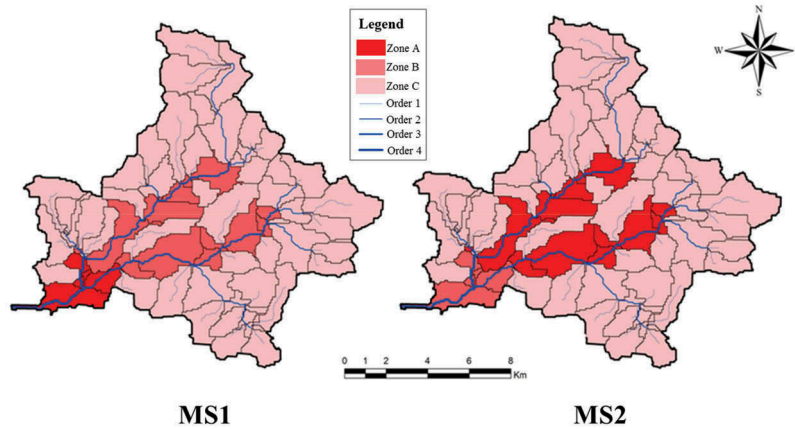 Legend
Zone A
Zone B
Zone C
Order 1
Order 2
Order 3
Order 4
N
W
E
S
0 1 2 4 6 8
Km
MS1
MS2